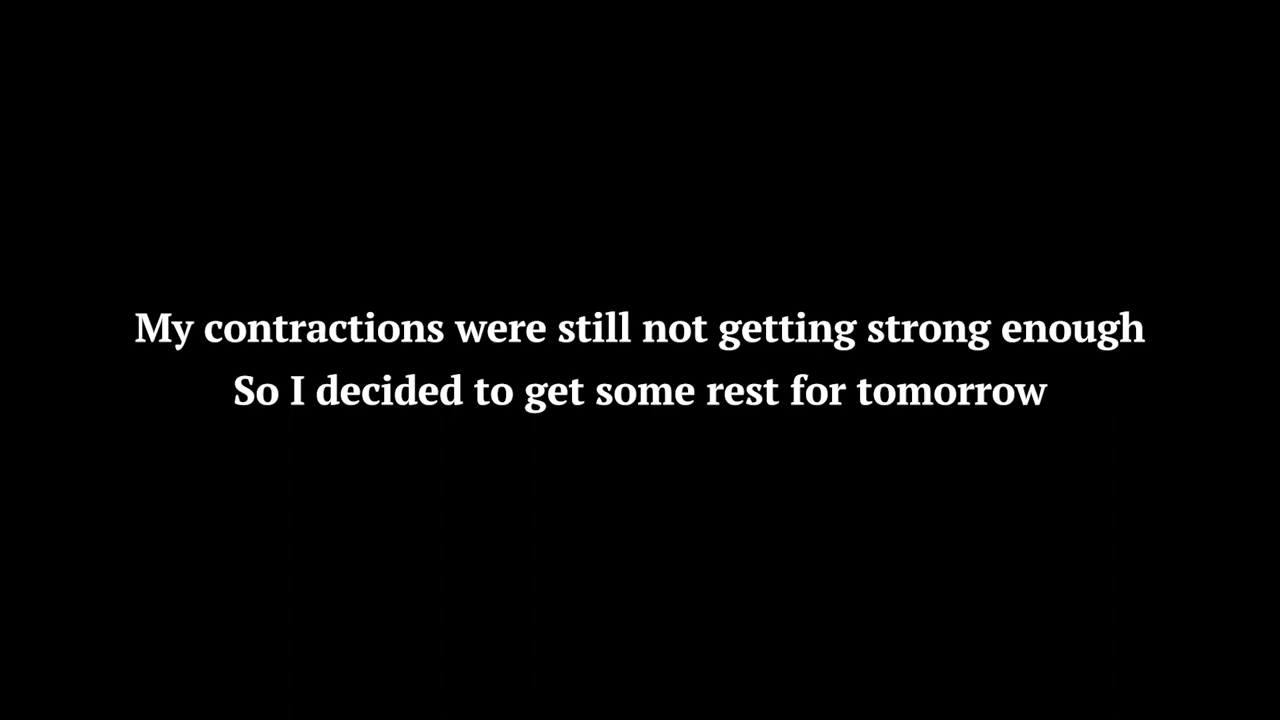 My contractions were still not getting strong enough
So I decided to get some rest for tomorrow